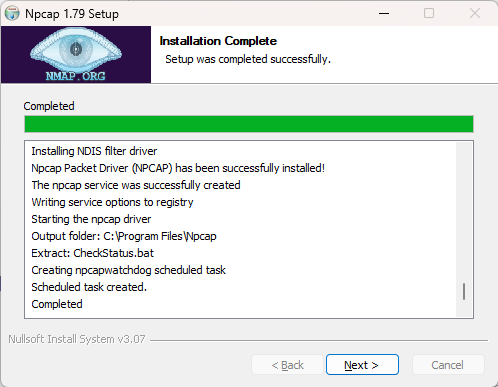 Npcap 1.79 Setup
NMAP.ORG
Installation Complete
Setup was completed successfully.
Completed
Installing NDIS filter driver
Npcap Packet Driver (NPCAP) has been successfully installed!
The npcap service was successfully created
Writing service options to registry
Starting the npcap driver
Output folder: C:\Program Files\Npcap
Extract: CheckStatus.bat
Creating npcapwatchdog scheduled task
Scheduled task created.
Completed
Nullsoft Install System v3.07
< Back
Next >
Cancel